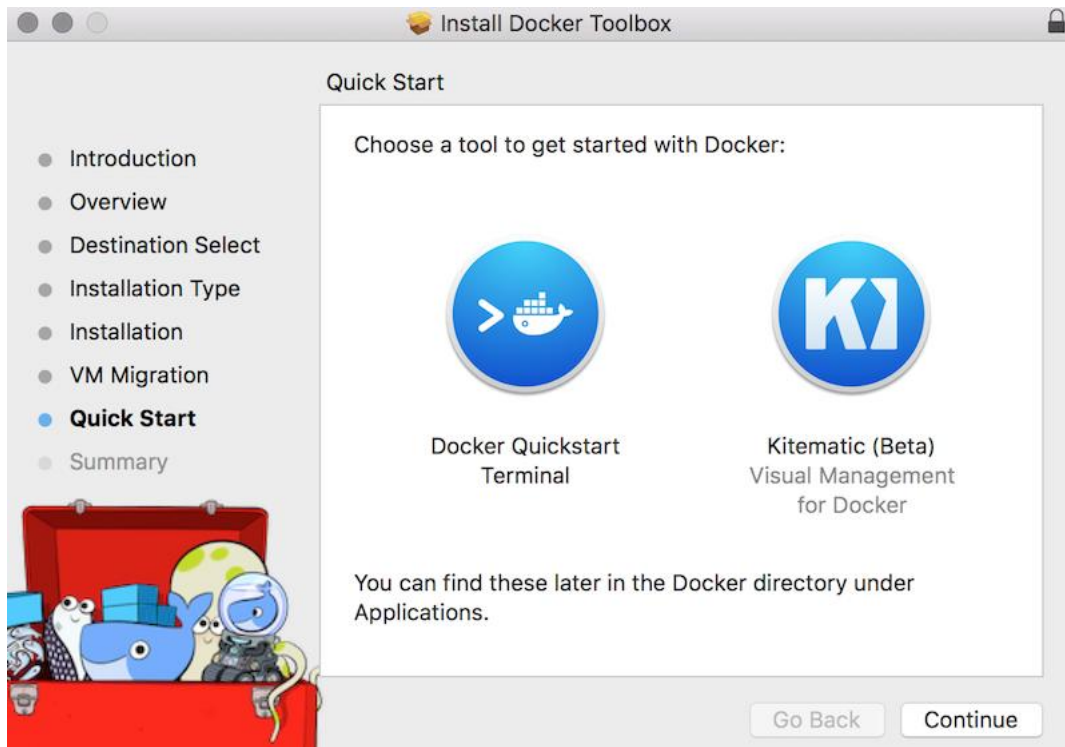 Install Docker Toolbox
Quick Start
Introduction
Overview
Destination Select
Installation Type
Installation
VM Migration
Quick Start
Summary
Choose a tool to get started with Docker:
Docker Quickstart
Terminal
Kitematic (Beta)
Visual Management
for Docker
You can find these later in the Docker directory under
Applications.
Go Back
Continue